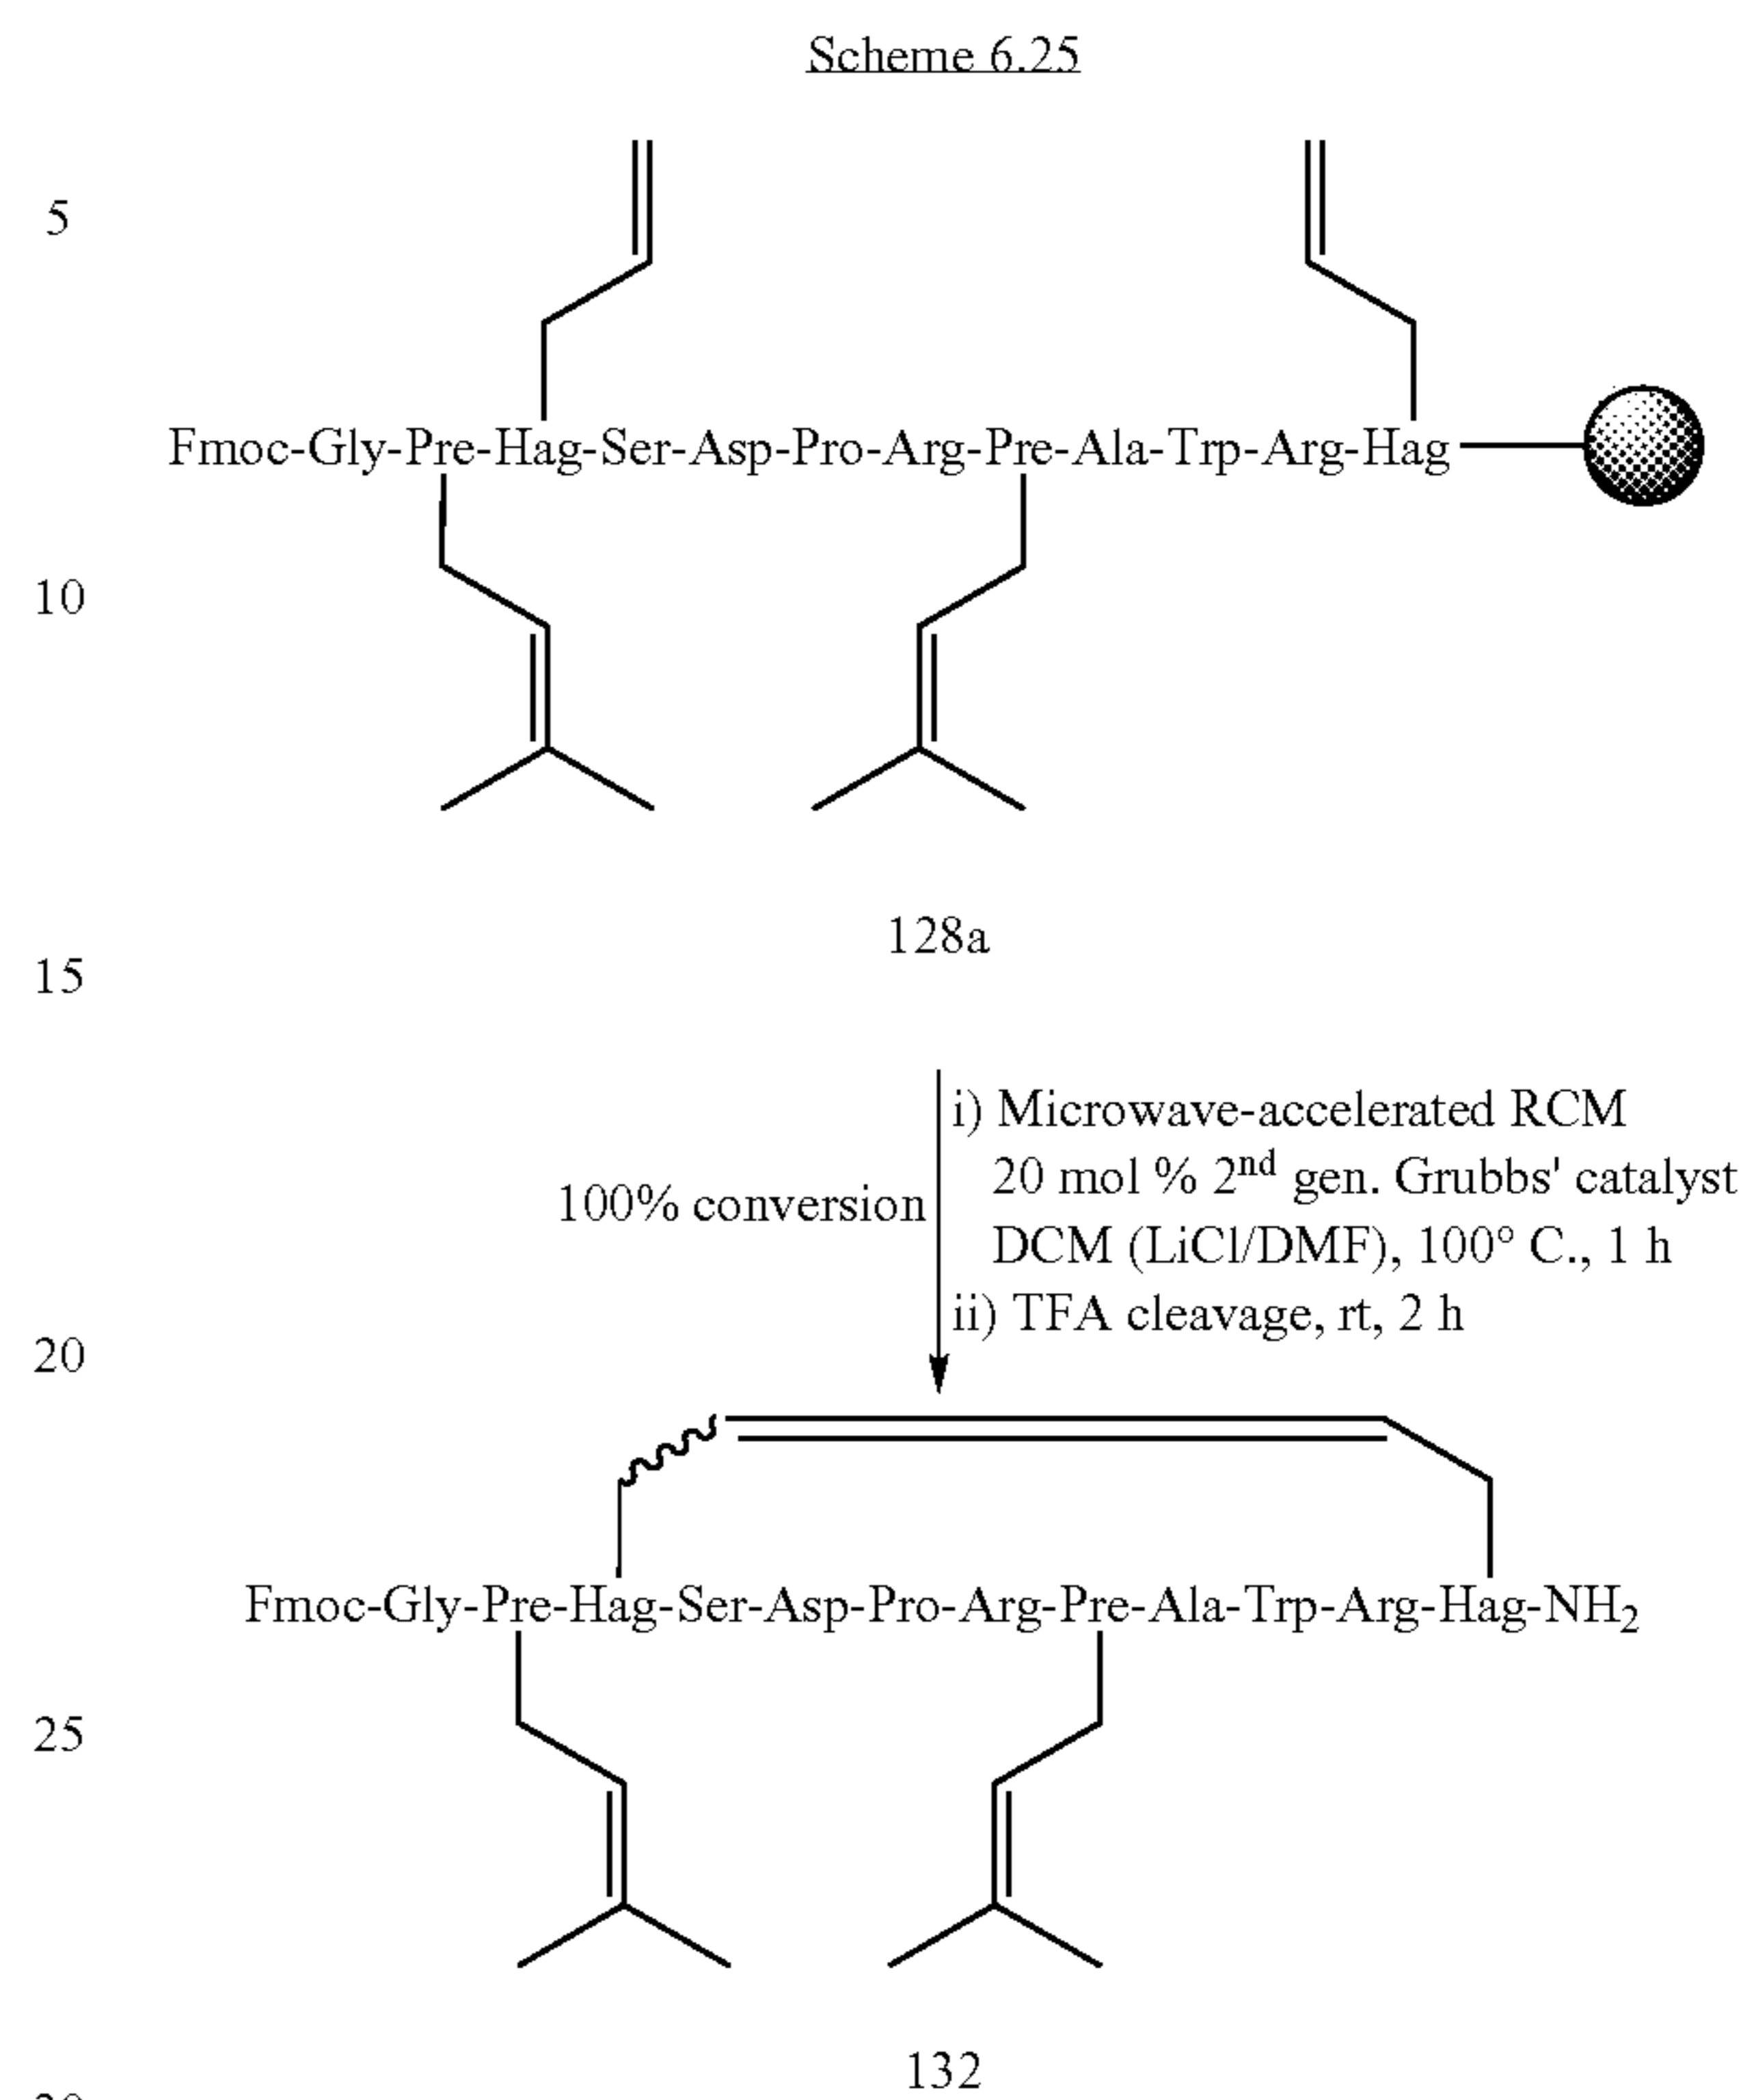 Scheme 6.25
5
Fmoc-Gly-Pre-Hag-Ser-Asp-Pro-Arg-Pre-Ala-Trp-Arg-Hag
10
128a
15
i) Microwave-accelerated RCM
20 mol % 2nd gen. Grubbs' catalyst
100% conversion
DCM (LiCl/DMF), 100° C., 1 h
ii) TFA cleavage, rt, 2 h
20
Fmoc-Gly-Pre-Hag-Ser-Asp-Pro-Arg-Pre-Ala-Trp-Arg-Hag-NH2
25
132